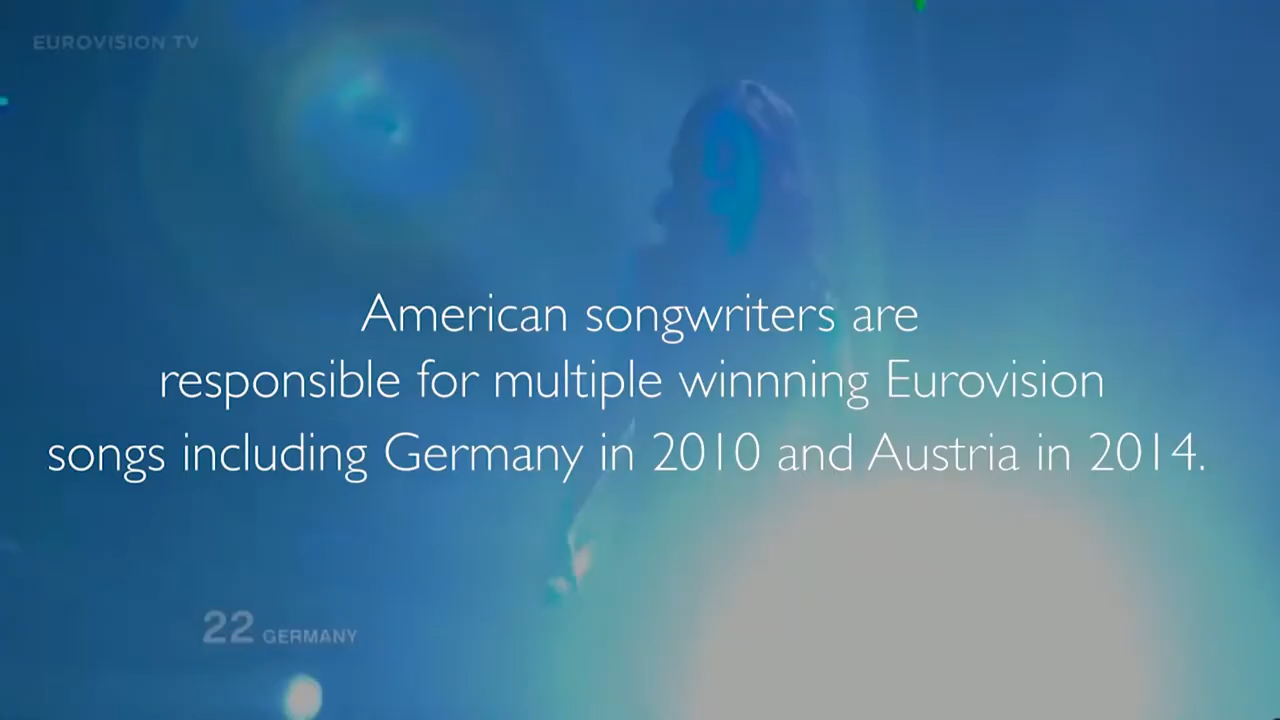 EUROVISION TV
American songwriters are
responsible for multiple winnning Eurovision
songs including Germany in 2010 and Austria in 2014.
22 GERMANY